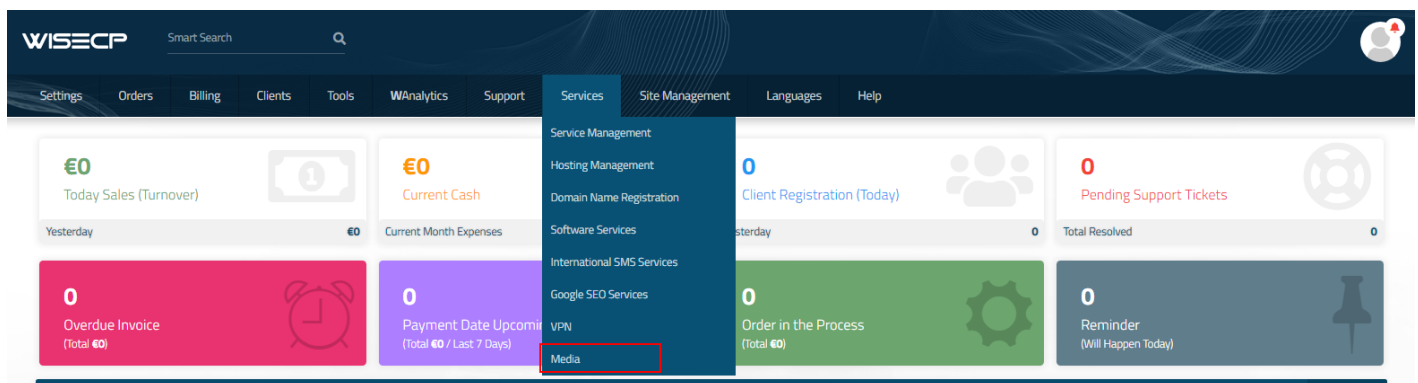 WISECP
Smart Search
Settings Orders Billing Clients Tools WAnalytics Support Services Site Management Languages Help
Service Management
Hosting Management
Domain Name Registration
Software Services
International SMS Services
Google SEO Services
VPN
Media
€0
Today Sales (Turnover)
Yesterday €0
€0
Current Cash
Current Month Expenses
0
Client Registration (Today)
sterday 0
0
Pending Support Tickets
Total Resolved 0
0
Overdue Invoice
(Total €0)
0
Payment Date Upcomi
(Total €0 / Last 7 Days)
0
Order in the Process
(Total €0)
0
Reminder
(Will Happen Today)